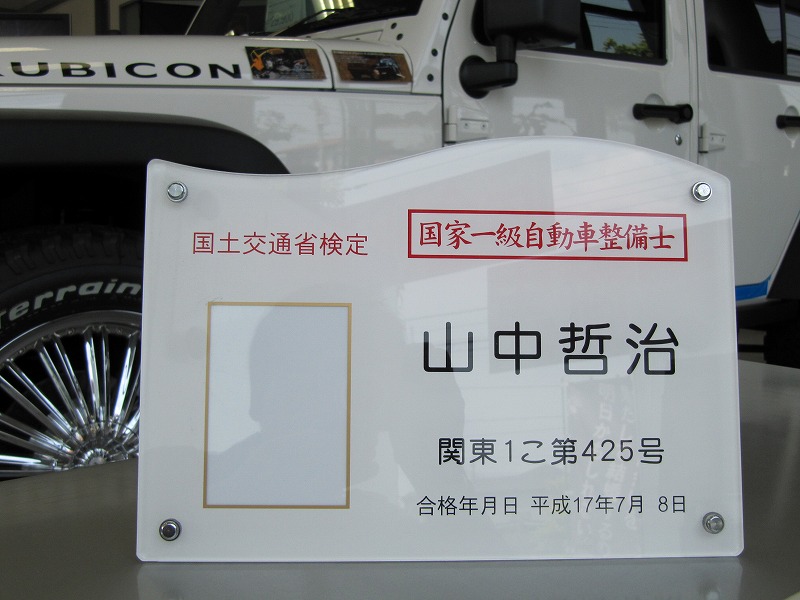 RUBICON
Terrain
国土交通省検定
国家一級自動車整備士
山中哲治
関東1こ第425号
合格年月日 平成17年7月 8日